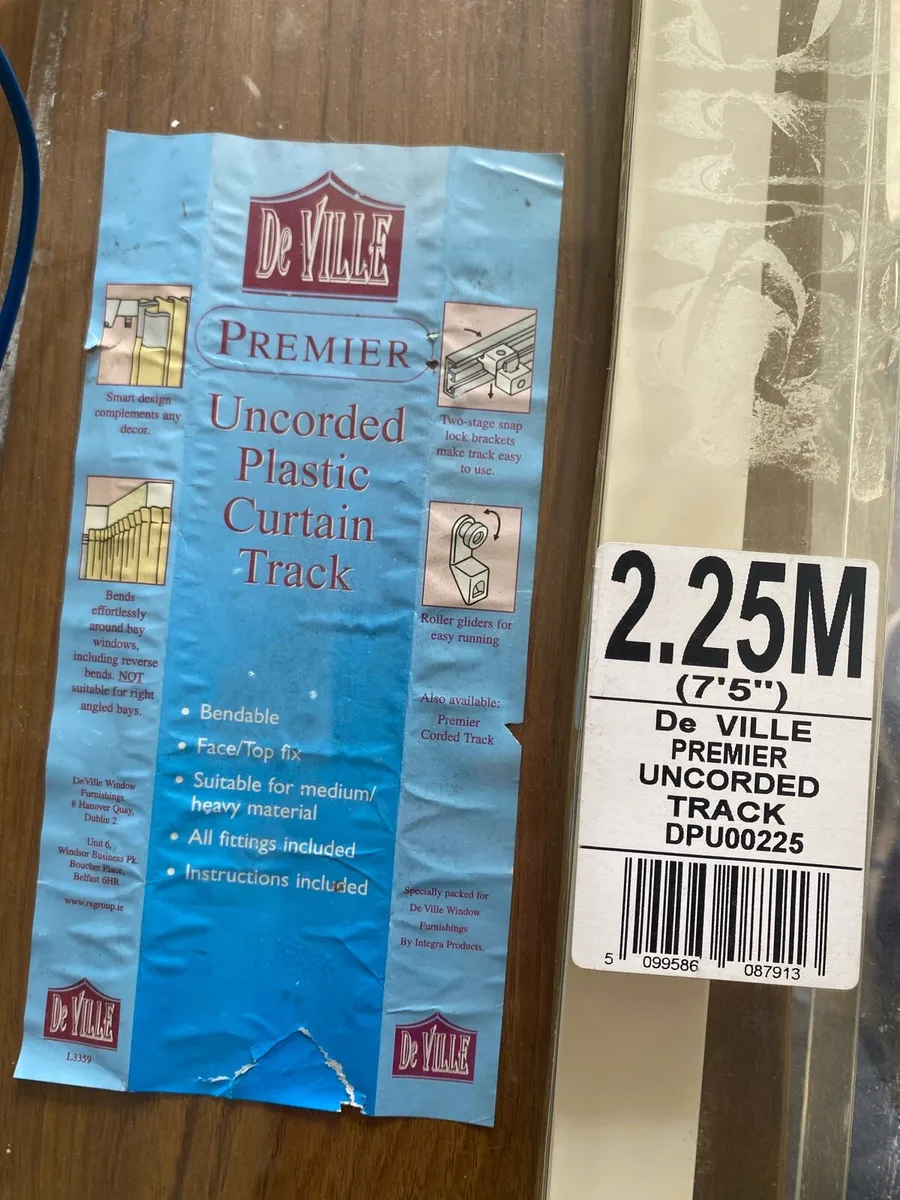 De VILLE
PREMIER
Uncorded
Plastic
Curtain
Track
Smart design
complements any
decor.
Bends
effortlessly
around bay
windows,
including reverse
bends. NOT
suitable for right
angled bays.
Two-stage snap
lock brackets
make track easy
to use.
Roller gliders for
easy running
Also available:
Premier
Corded Track
• Bendable
• Face/Top fix
• Suitable for medium/
heavy material
• All fittings included
• Instructions included
DeVille Window
Furnishings
8 Hanover Quay,
Dublin 2
Unit 6,
Windsor Business Pk.
Boucher Place,
Belfast 6HR
www.rsgroup.ie
Specially packed for
De Ville Window
Furnishings
By Integra Products.
De VILLE
L3359
De VILLE
2.25M
(7'5")
De VILLE
PREMIER
UNCORDED
TRACK
DPU00225
5 099586 087913